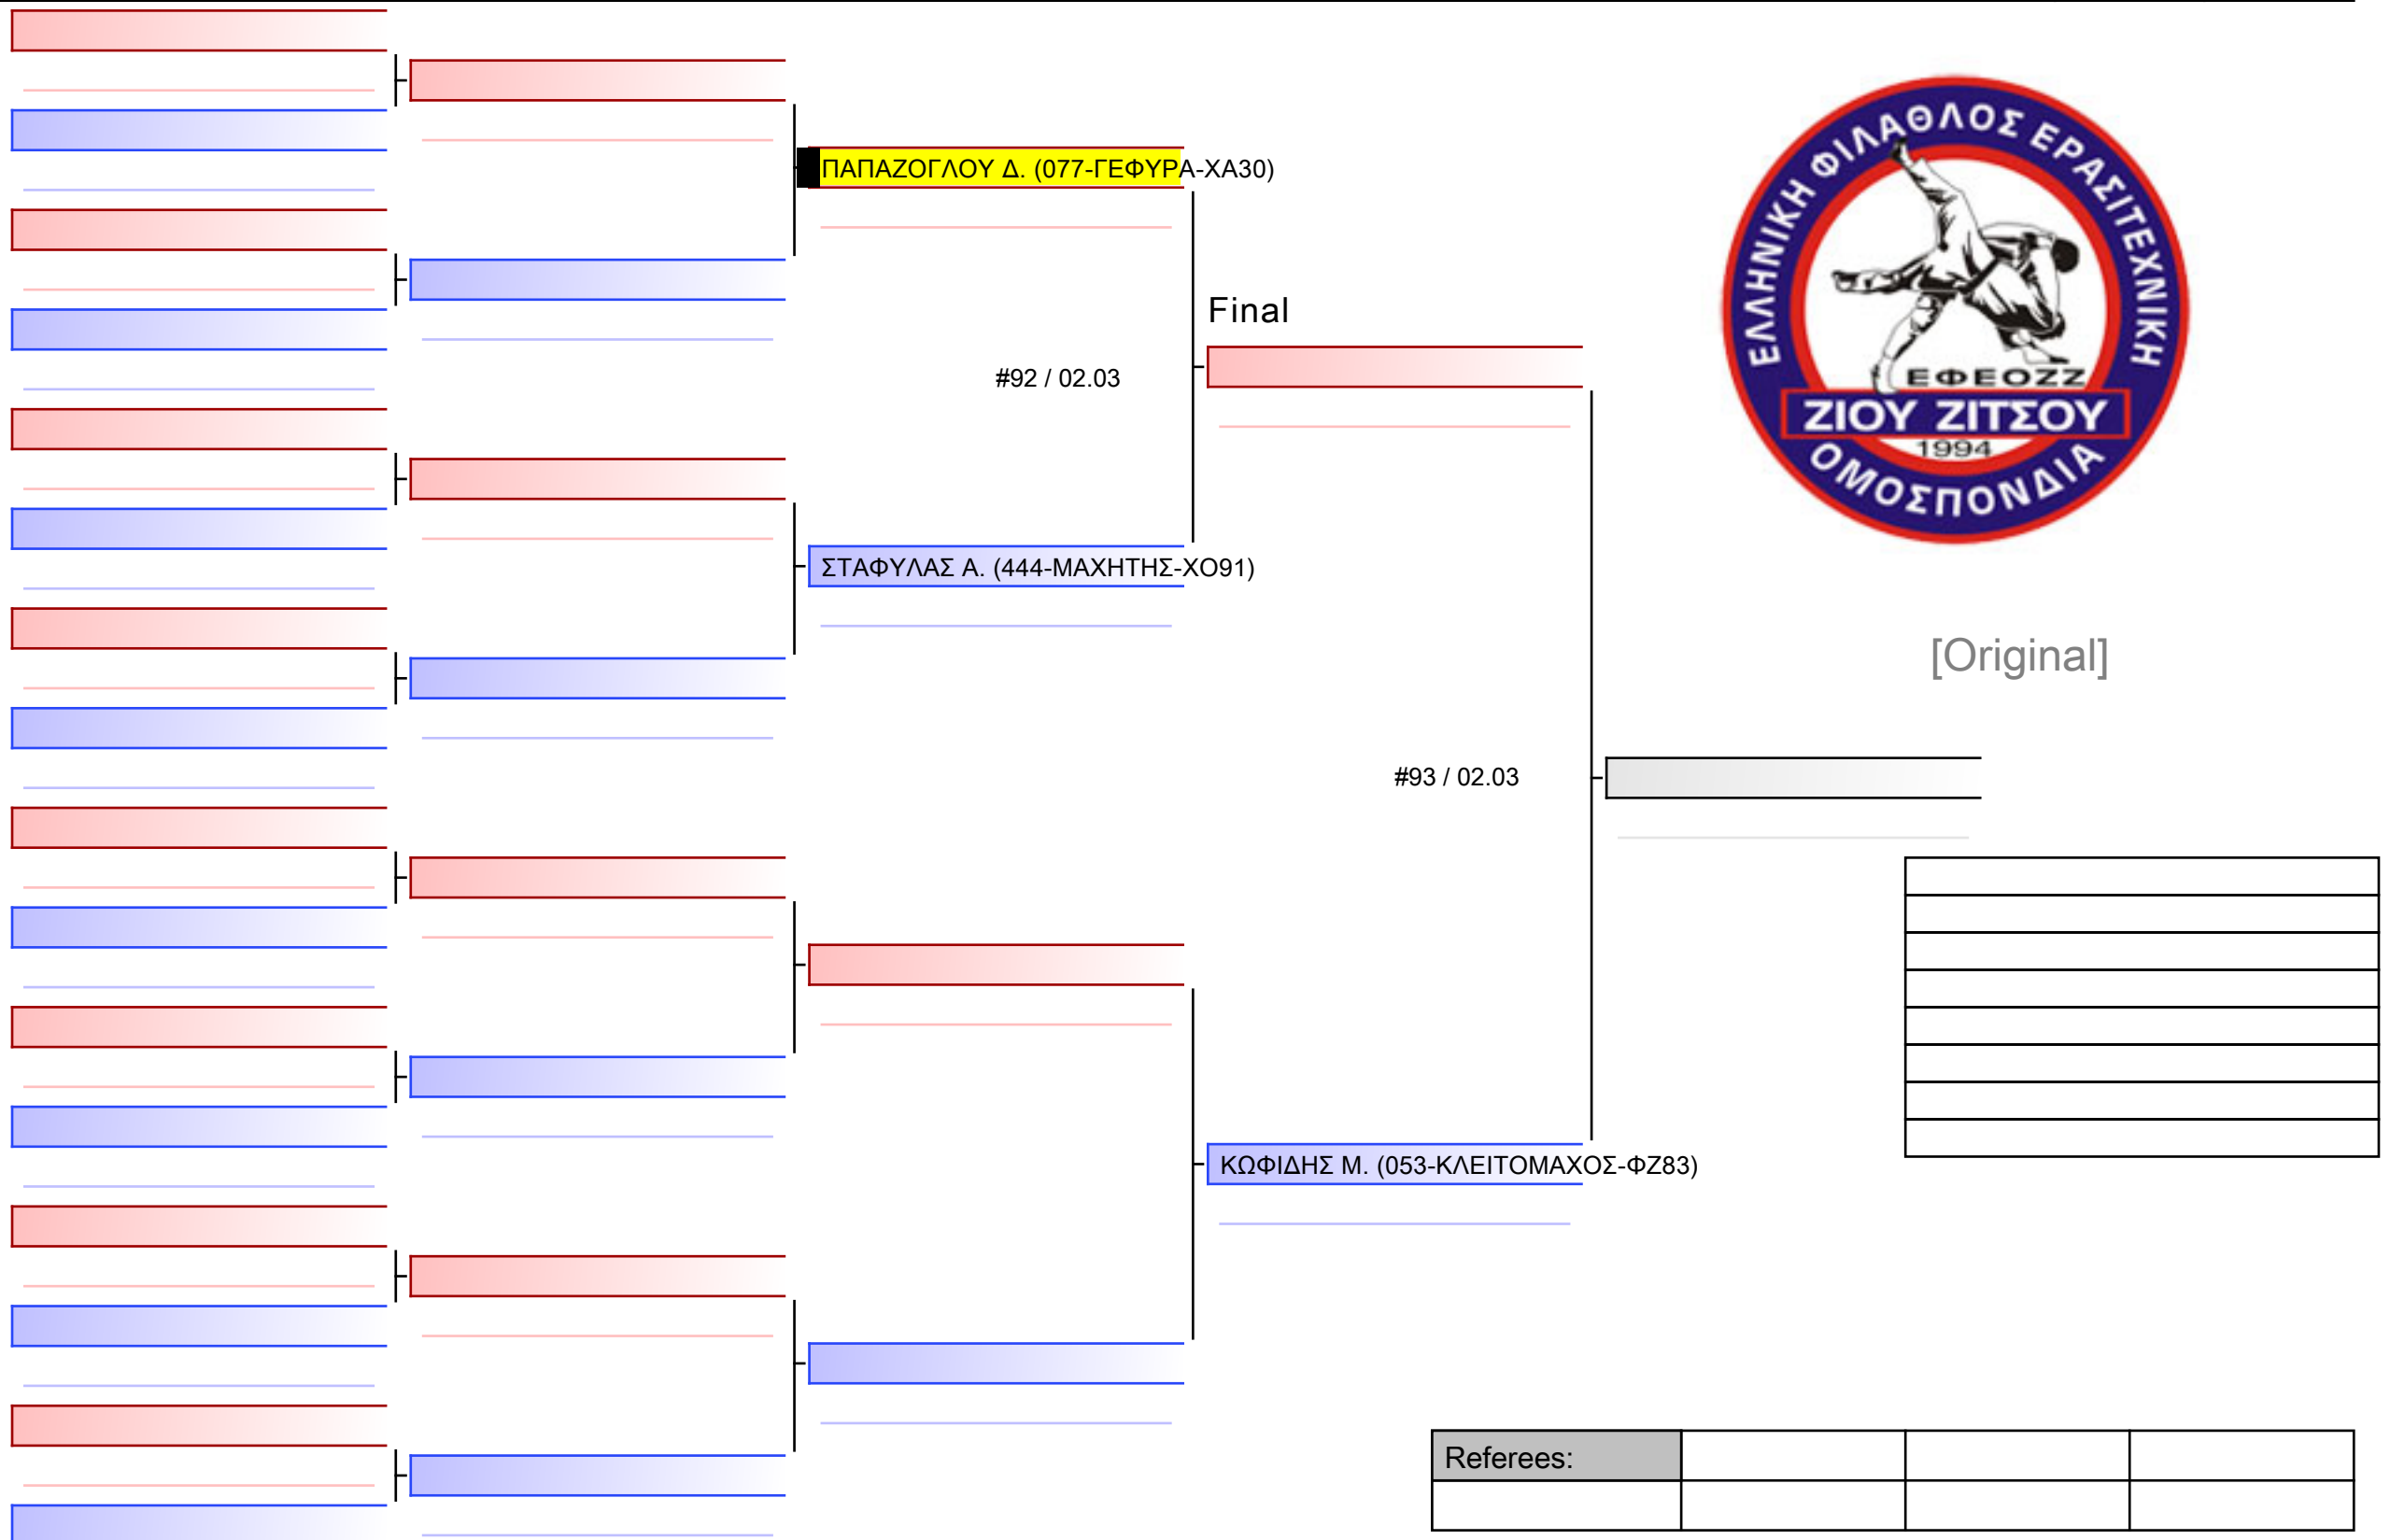 ΠΑΠΑΖΟΓΛΟΥ Δ. (077-ΓΕΦΥΡΑ-ΧΑ30)
Final
#92 / 02.03
ΣΤΑΦΥΛΑΣ Α. (444-ΜΑΧΗΤΗΣ-ΧΟ91)
ΕΛΛΗΝΙΚΗ ΦΙΛΑΘΛΟΣ ΕΡΑΣΙΤΕΧΝΙΚΗ
ΕΦΕΟΖΖ
ΖΙΟΥ ΖΙΤΣΟΥ
1994
ΟΜΟΣΠΟΝΔΙΑ
[Original]
#93 / 02.03
ΚΩΦΙΔΗΣ Μ. (053-ΚΛΕΙΤΟΜΑΧΟΣ-ΦΖ83)
Referees: